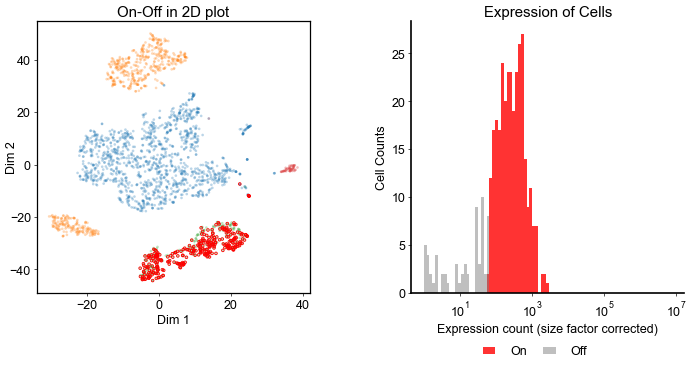 On-Off in 2D plot
40
20
0
−20
−40
Dim 2
−20 0 20 40
Dim 1
Expression of Cells
25
20
15
10
5
0
Cell Counts
10^1 10^3 10^5 10^7
Expression count (size factor corrected)
On Off